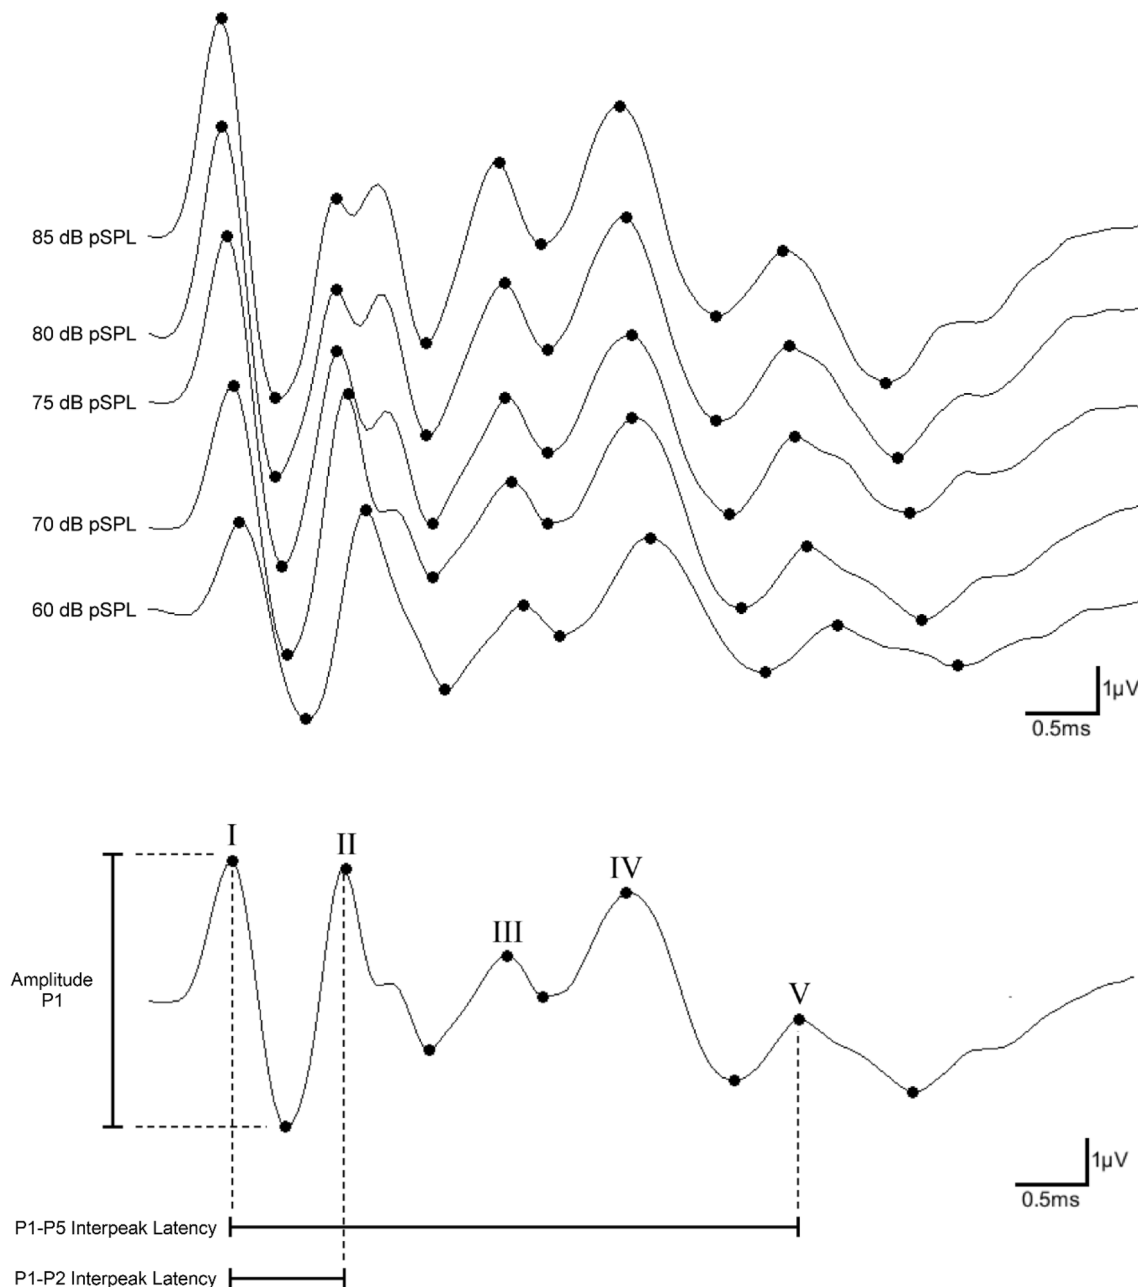 85 dB pSPL
80 dB pSPL
75 dB pSPL
70 dB pSPL
60 dB pSPL
1µV
0.5ms
I
II
IV
III
V
Amplitude
P1
1µV
0.5ms
P1-P5 Interpeak Latency
P1-P2 Interpeak Latency